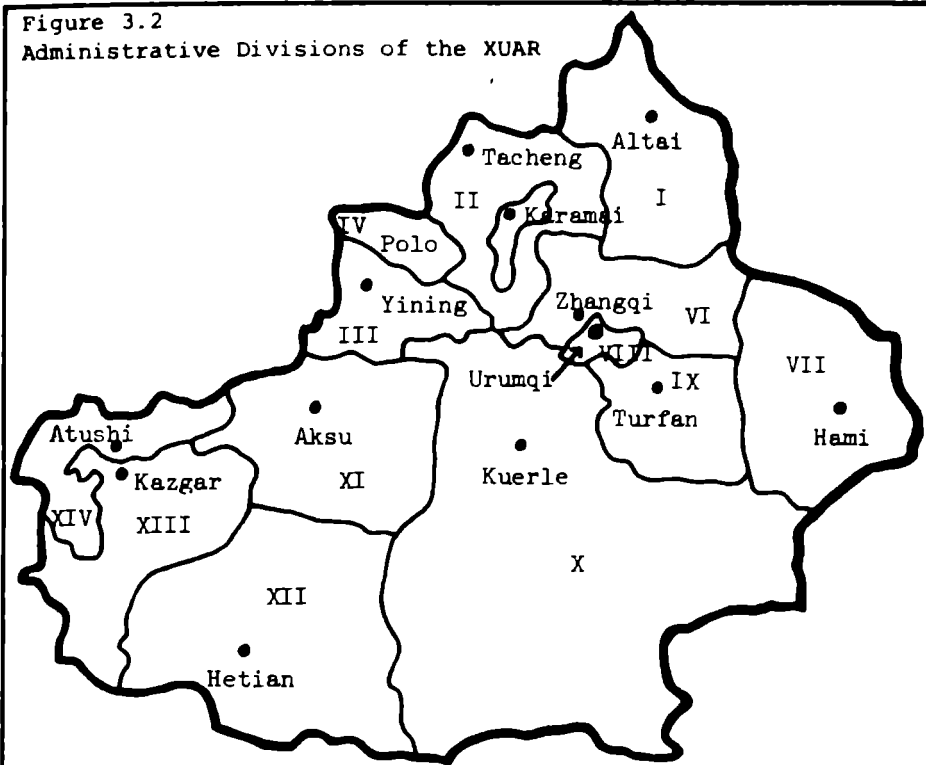 Figure 3.2
Administrative Divisions of the XUAR
Altai
Tacheng
II
I
Karamai
IV
Polo
Yining
Zhangqi
VI
III
VIII
VII
Urumqi
IX
Turfan
Atushi
Aksu
Hami
Kuerle
Kazgar
XI
XIV
XIII
X
XII
Hetian